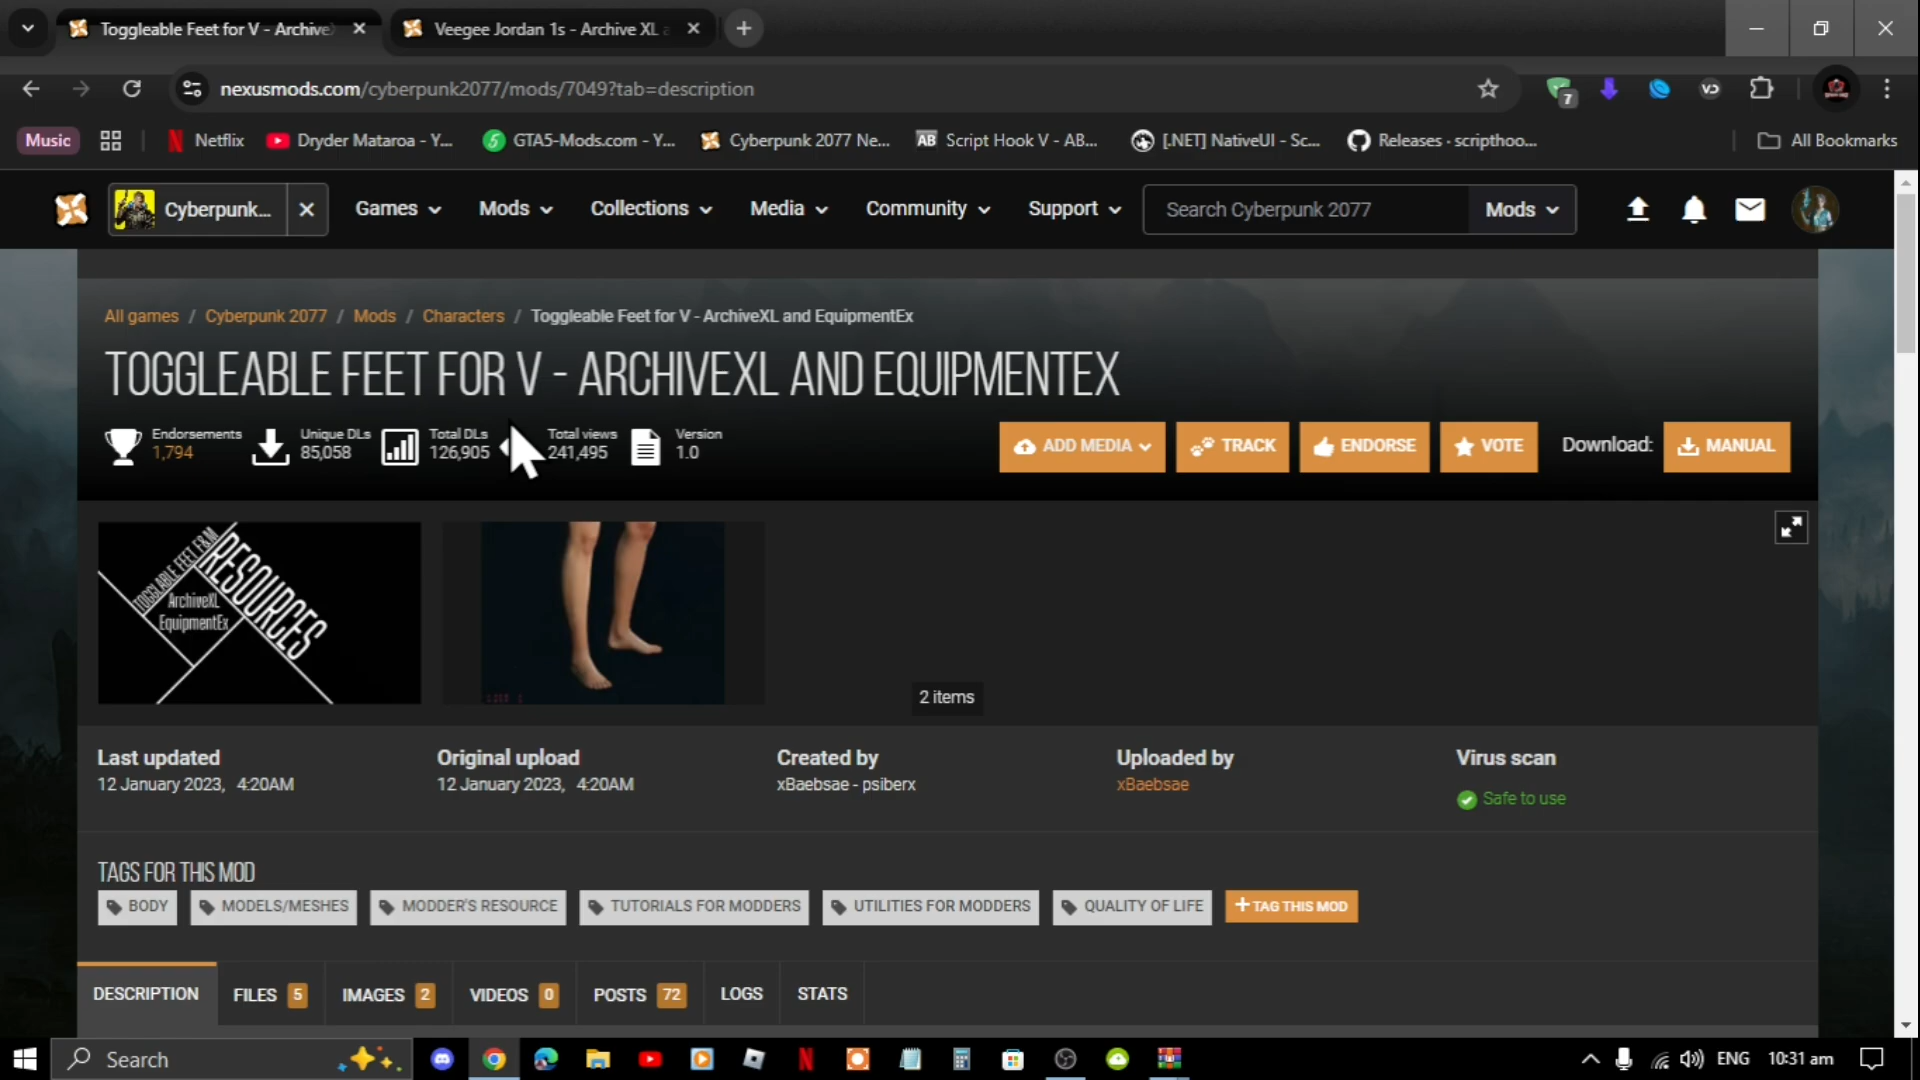 Toggleable Feet for V - Archive
Veegee Jordan 1s - Archive XL a
nexusmods.com/cyberpunk2077/mods/7049?tab=description
7
Music
Netflix
Dryder Mataroa - Y...
GTA5-Mods.com - Y...
Cyberpunk 2077 Ne...
AB Script Hook V - AB...
[.NET] NativeUI - Sc...
Releases · scripthoo...
All Bookmarks
Cyberpunk...
Games
Mods
Collections
Media
Community
Support
Search Cyberpunk 2077
Mods
All games / Cyberpunk 2077 / Mods / Characters / Toggleable Feet for V - ArchiveXL and EquipmentEx
TOGGLEABLE FEET FOR V - ARCHIVEXL AND EQUIPMENTEX
Endorsements
1,794
Unique DLs
85,058
Total DLs
126,905
Total views
241,495
Version
1.0
ADD MEDIA
TRACK
ENDORSE
VOTE
Download:
MANUAL
TOGGLABLE FEET F&M
RESOURCES
ArchiveXL
EquipmentEx
2 items
Last updated
12 January 2023, 4:20AM
Original upload
12 January 2023, 4:20AM
Created by
xBaebsae - psiberx
Uploaded by
xBaebsae
Virus scan
Safe to use
TAGS FOR THIS MOD
BODY
MODELS/MESHES
MODDER'S RESOURCE
TUTORIALS FOR MODDERS
UTILITIES FOR MODDERS
QUALITY OF LIFE
+ TAG THIS MOD
DESCRIPTION
FILES 5
IMAGES 2
VIDEOS 0
POSTS 72
LOGS
STATS
Search
ENG
10:31 am